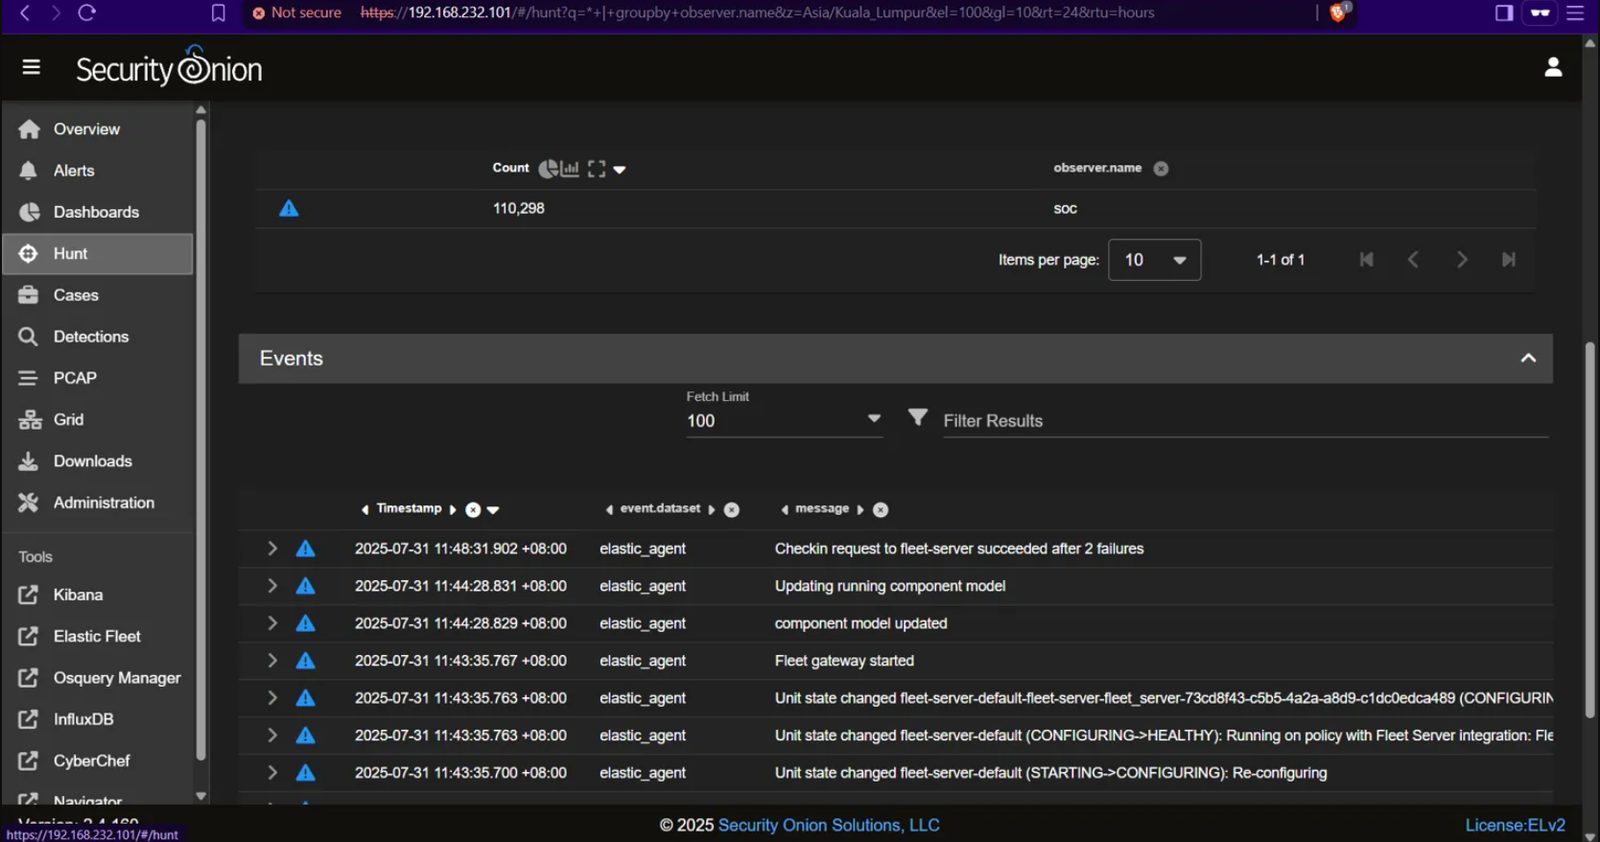 Not secure https://192.168.232.101/#/hunt?q=*+|+groupby+observer.name&z=Asia/Kuala_Lumpur&el=100&gl=10&rt=24&rtu=hours 1
Security Onion
Overview
Alerts
Dashboards
Hunt
Cases
Detections
PCAP
Grid
Downloads
Administration
Tools
Kibana
Elastic Fleet
Osquery Manager
InfluxDB
CyberChef
Navigator
https://192.168.232.101/#/hunt
Count observer.name
110,298 soc
Items per page: 10 1-1 of 1
Events
Fetch Limit
100 Filter Results
Timestamp event.dataset message
2025-07-31 11:48:31.902 +08:00 elastic_agent Checkin request to fleet-server succeeded after 2 failures
2025-07-31 11:44:28.831 +08:00 elastic_agent Updating running component model
2025-07-31 11:44:28.829 +08:00 elastic_agent component model updated
2025-07-31 11:43:35.767 +08:00 elastic_agent Fleet gateway started
2025-07-31 11:43:35.763 +08:00 elastic_agent Unit state changed fleet-server-default-fleet-server-fleet_server-73cd8f43-c5b5-4a2a-a8d9-c1dc0edca489 (CONFIGURIN
2025-07-31 11:43:35.763 +08:00 elastic_agent Unit state changed fleet-server-default (CONFIGURING->HEALTHY): Running on policy with Fleet Server integration: Fle
2025-07-31 11:43:35.700 +08:00 elastic_agent Unit state changed fleet-server-default (STARTING->CONFIGURING): Re-configuring
© 2025 Security Onion Solutions, LLC
License:ELv2